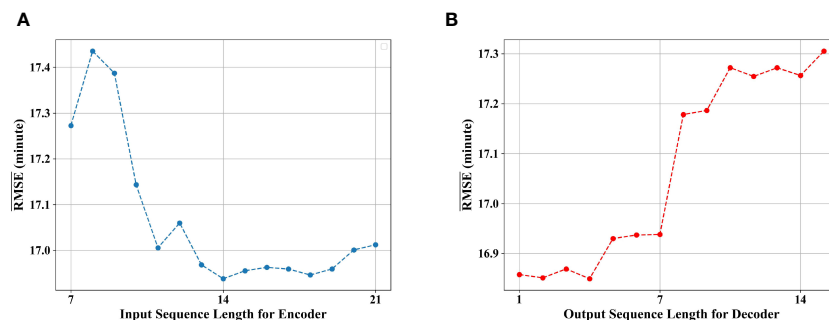 A
B
17.4
17.3
17.2
17.1
17.0
RMSE (minute)
7
14
21
Input Sequence Length for Encoder
17.3
17.2
17.1
17.0
16.9
RMSE (minute)
1
7
14
Output Sequence Length for Decoder